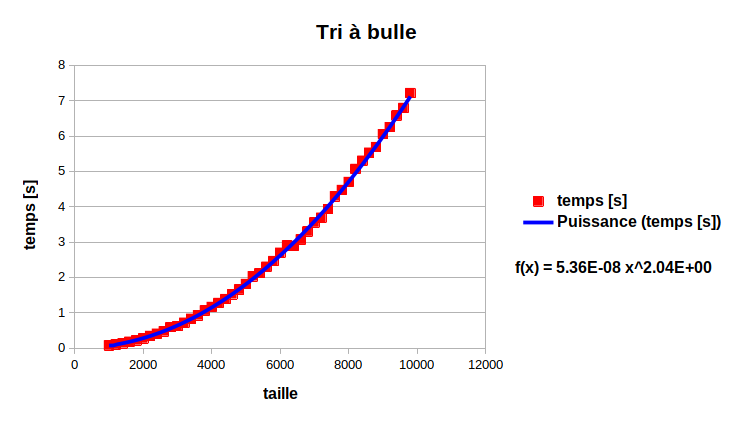 Tri à bulle
8
7
6
5
4
3
2
1
0
temps [s]
0 2000 4000 6000 8000 10000 12000
taille
temps [s]
Puissance (temps [s])
f(x) = 5.36E-08 x^2.04E+00